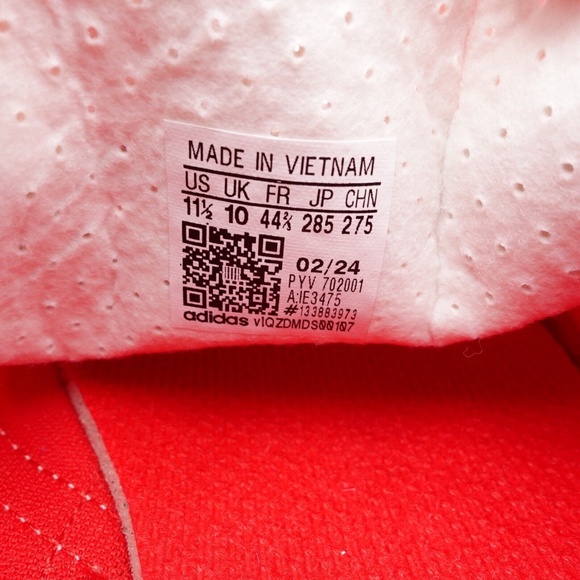 MADE IN VIETNAM
US UK FR JP CHN
11½ 10 44⅔ 285 275
02/24
PYV 702001
A:IE3475
#133883973
adidas vIQZDMDS00107